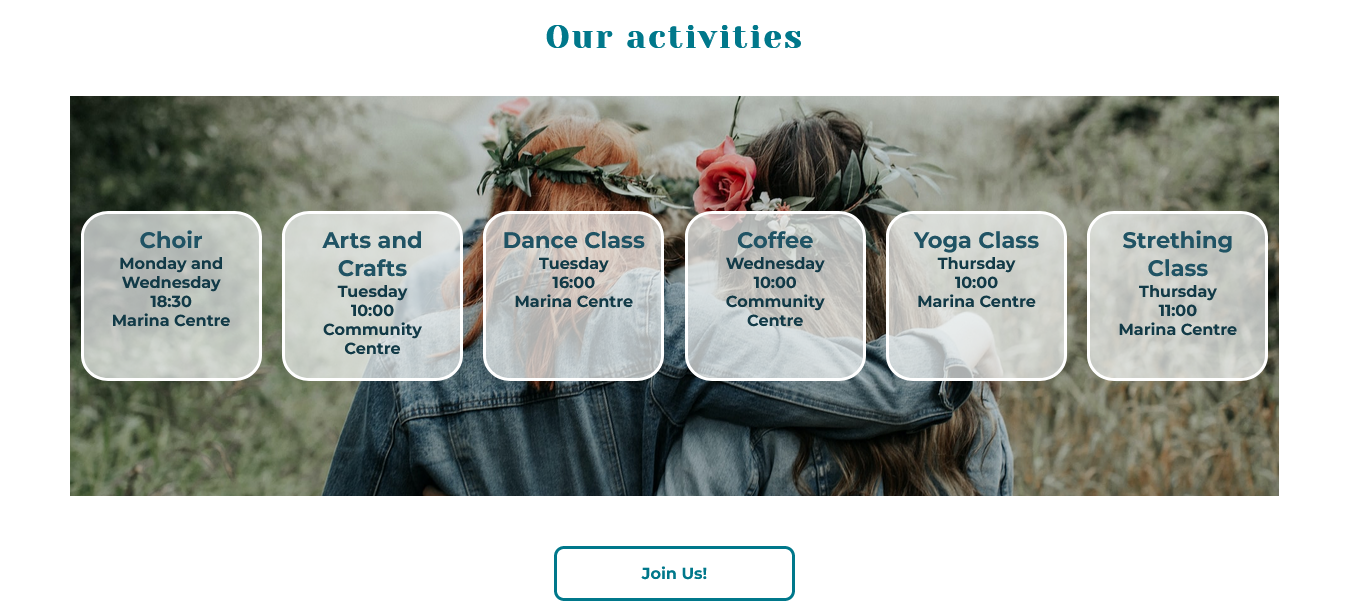 Our activities
Choir
Monday and
Wednesday
18:30
Marina Centre
Arts and
Crafts
Tuesday
10:00
Community
Centre
Dance Class
Tuesday
16:00
Marina Centre
Coffee
Wednesday
10:00
Community
Centre
Yoga Class
Thursday
10:00
Marina Centre
Strething
Class
Thursday
11:00
Marina Centre
Join Us!